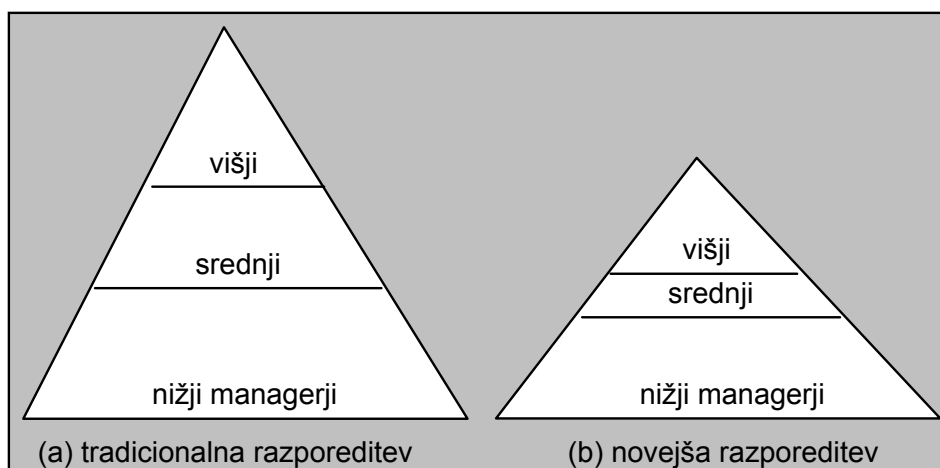 višji
srednji
nižji managerji
(a) tradicionalna razporeditev
višji
srednji
nižji managerji
(b) novejša razporeditev